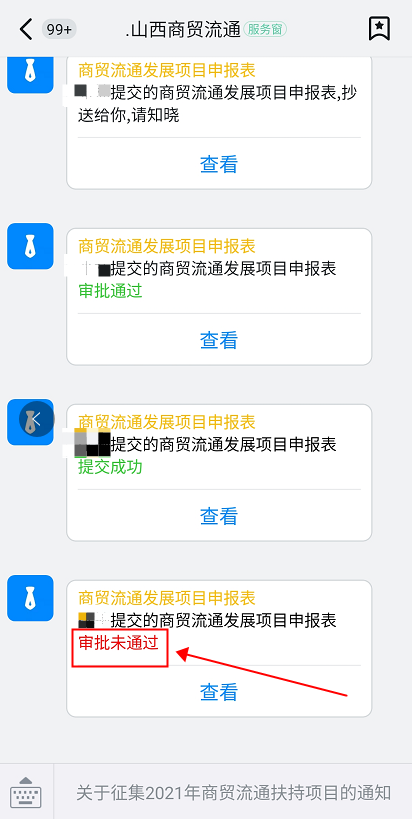 99+ .山西商贸流通 服务窗
商贸流通发展项目申报表
提交的商贸流通发展项目申报表,抄
送给你,请知晓
查看
商贸流通发展项目申报表
提交的商贸流通发展项目申报表
审批通过
查看
商贸流通发展项目申报表
提交的商贸流通发展项目申报表
提交成功
查看
商贸流通发展项目申报表
提交的商贸流通发展项目申报表
审批未通过
查看
关于征集2021年商贸流通扶持项目的通知